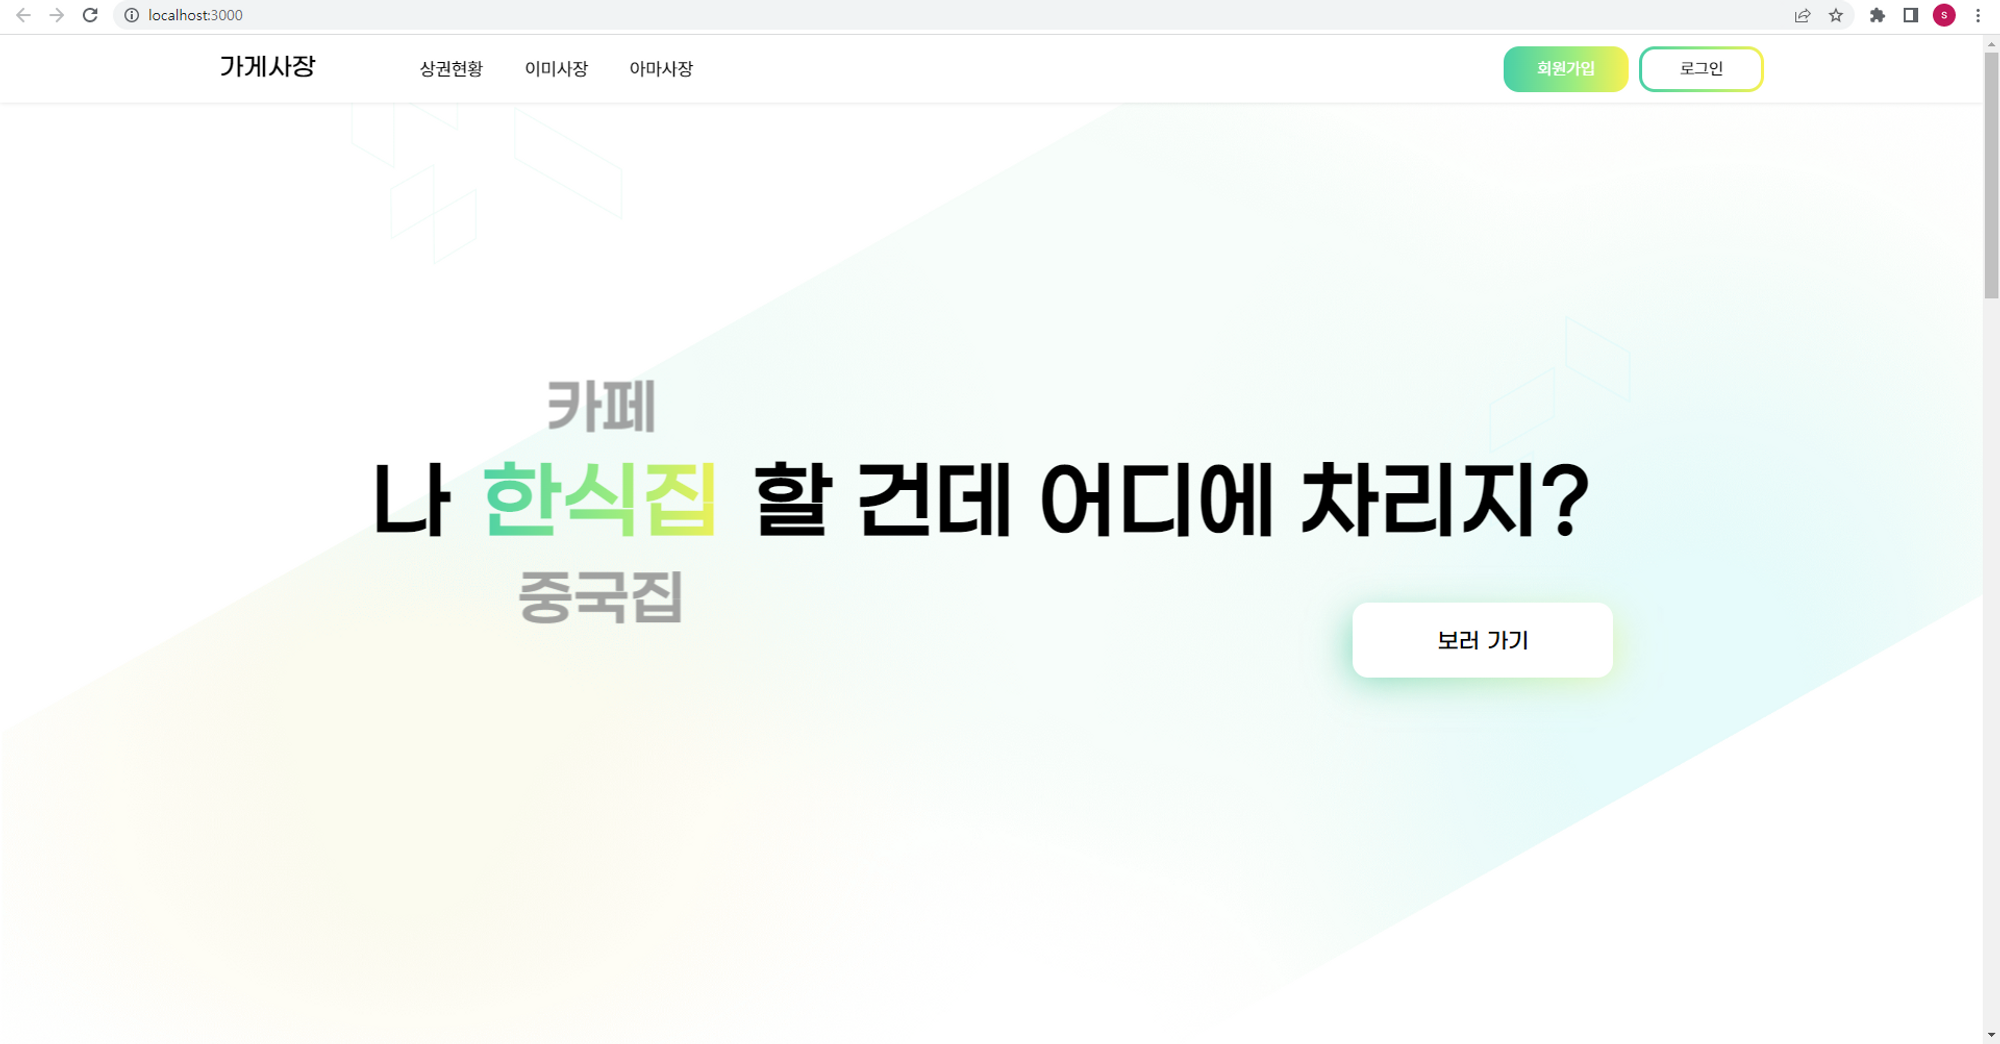 localhost:3000
S
가게사장 상권현황 이미사장 아마사장 회원가입 로그인
카페
나 한식집 할 건데 어디에 차리지?
중국집
보러 가기